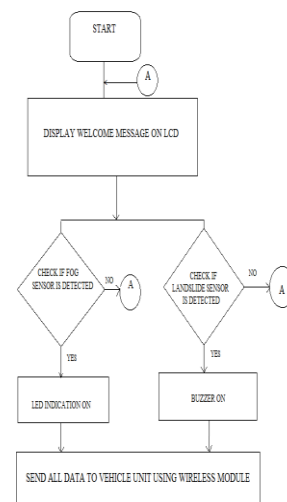 START
A
DISPLAY WELCOME MESSAGE ON LCD
CHECK IF FOG
SENSOR IS DETECTED
NO
A
YES
LED INDICATION ON
CHECK IF
LANDSLIDE SENSOR
IS DETECTED
NO
A
YES
BUZZER ON
SEND ALL DATA TO VEHICLE UNIT USING WIRELESS MODULE